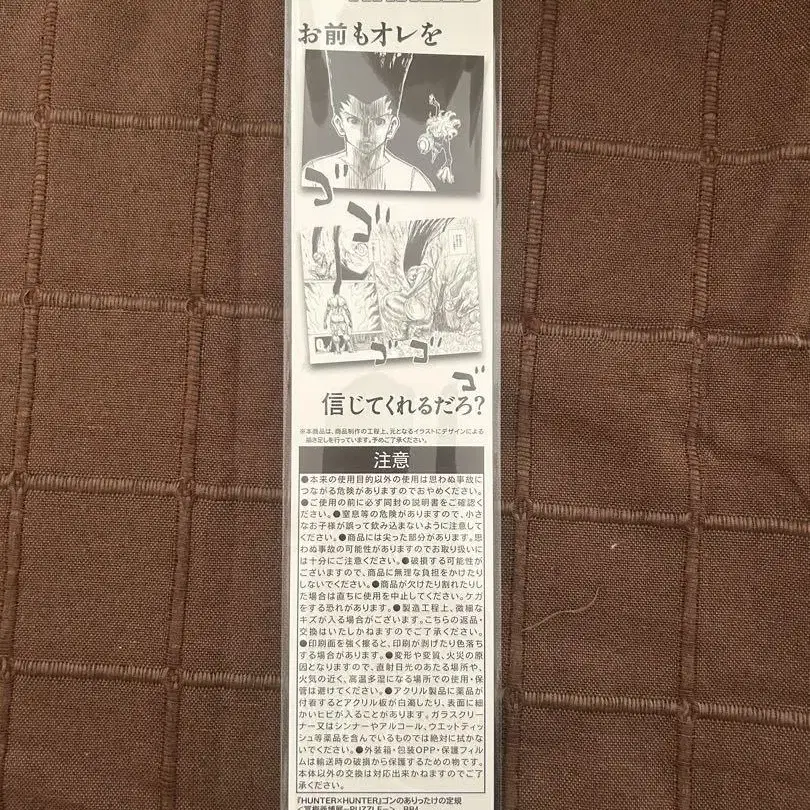 お前もオレを
ゴゴ
ゴゴ
ゴ
信じてくれるだろ?
※本商品は、商品制作の工程上、元となるイラストにデザインによる
描き足しを行っています。予めご了承ください。
注意
●本来の使用目的以外の使用は思わぬ事故に
つながる危険がありますのでおやめください。
●ご使用の前に必ず同封の説明書をご確認く
ださい。●窒息等の危険がありますので、小さ
なお子様が誤って飲み込まないように注意して
ください。●商品には尖った部分があります。思
わぬ事故の可能性がありますのでお取り扱いに
は十分にご注意ください。●破損する可能性が
ございますので、商品に無理な負担をかけたり
しないでください。●商品が欠けたり割れたりし
た場合は直ちに使用を中止してください。ケガ
をする恐れがあります。●製造工程上、微細な
キズが入る場合がございます。こちらの返品・
交換はいたしかねますのでご了承ください。
●印刷面を強く擦ると、印刷が剥げたり色落ち
する場合があります。●変形や変質、火災の原
因となりますので、直射日光のあたる場所や、
火気の近く、高温多湿になる場所での使用・保
管は避けてください。●アクリル製品に薬品が
付着するとアクリル板が白濁したり、表面に細
かいヒビが入ることがあります。ガラスクリー
ナー又はシンナーやアルコール、ウエットティッ
シュ等薬品を含んでいるものでは絶対に拭かな
いでください。●外装箱・包装OPP・保護フィル
ムは輸送時の破損から保護するための物です。
本体以外の交換は対応出来かねますのでご了
承ください。
『HUNTER×HUNTER』ゴンのありったけの定規
<冨樫義博展-PUZZLE-> RR4